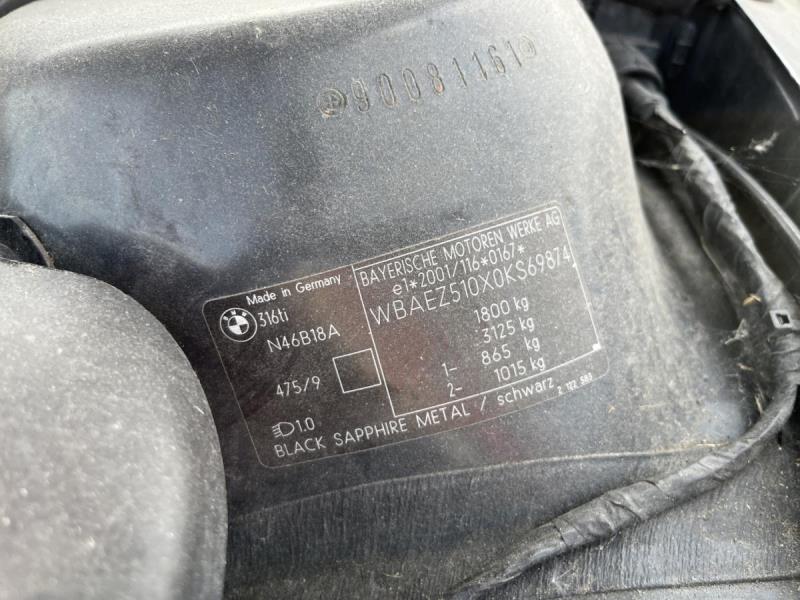 90081161
Made in Germany
BMW
316ti
N46B18A
475/9
1.0
BAYERISCHE MOTOREN WERKE AG
e1*2001/116*0167*
WBAEZ510X0KS69874
1800 kg
3125 kg
1- 865 kg
2- 1015 kg
BLACK SAPPHIRE METAL / schwarz